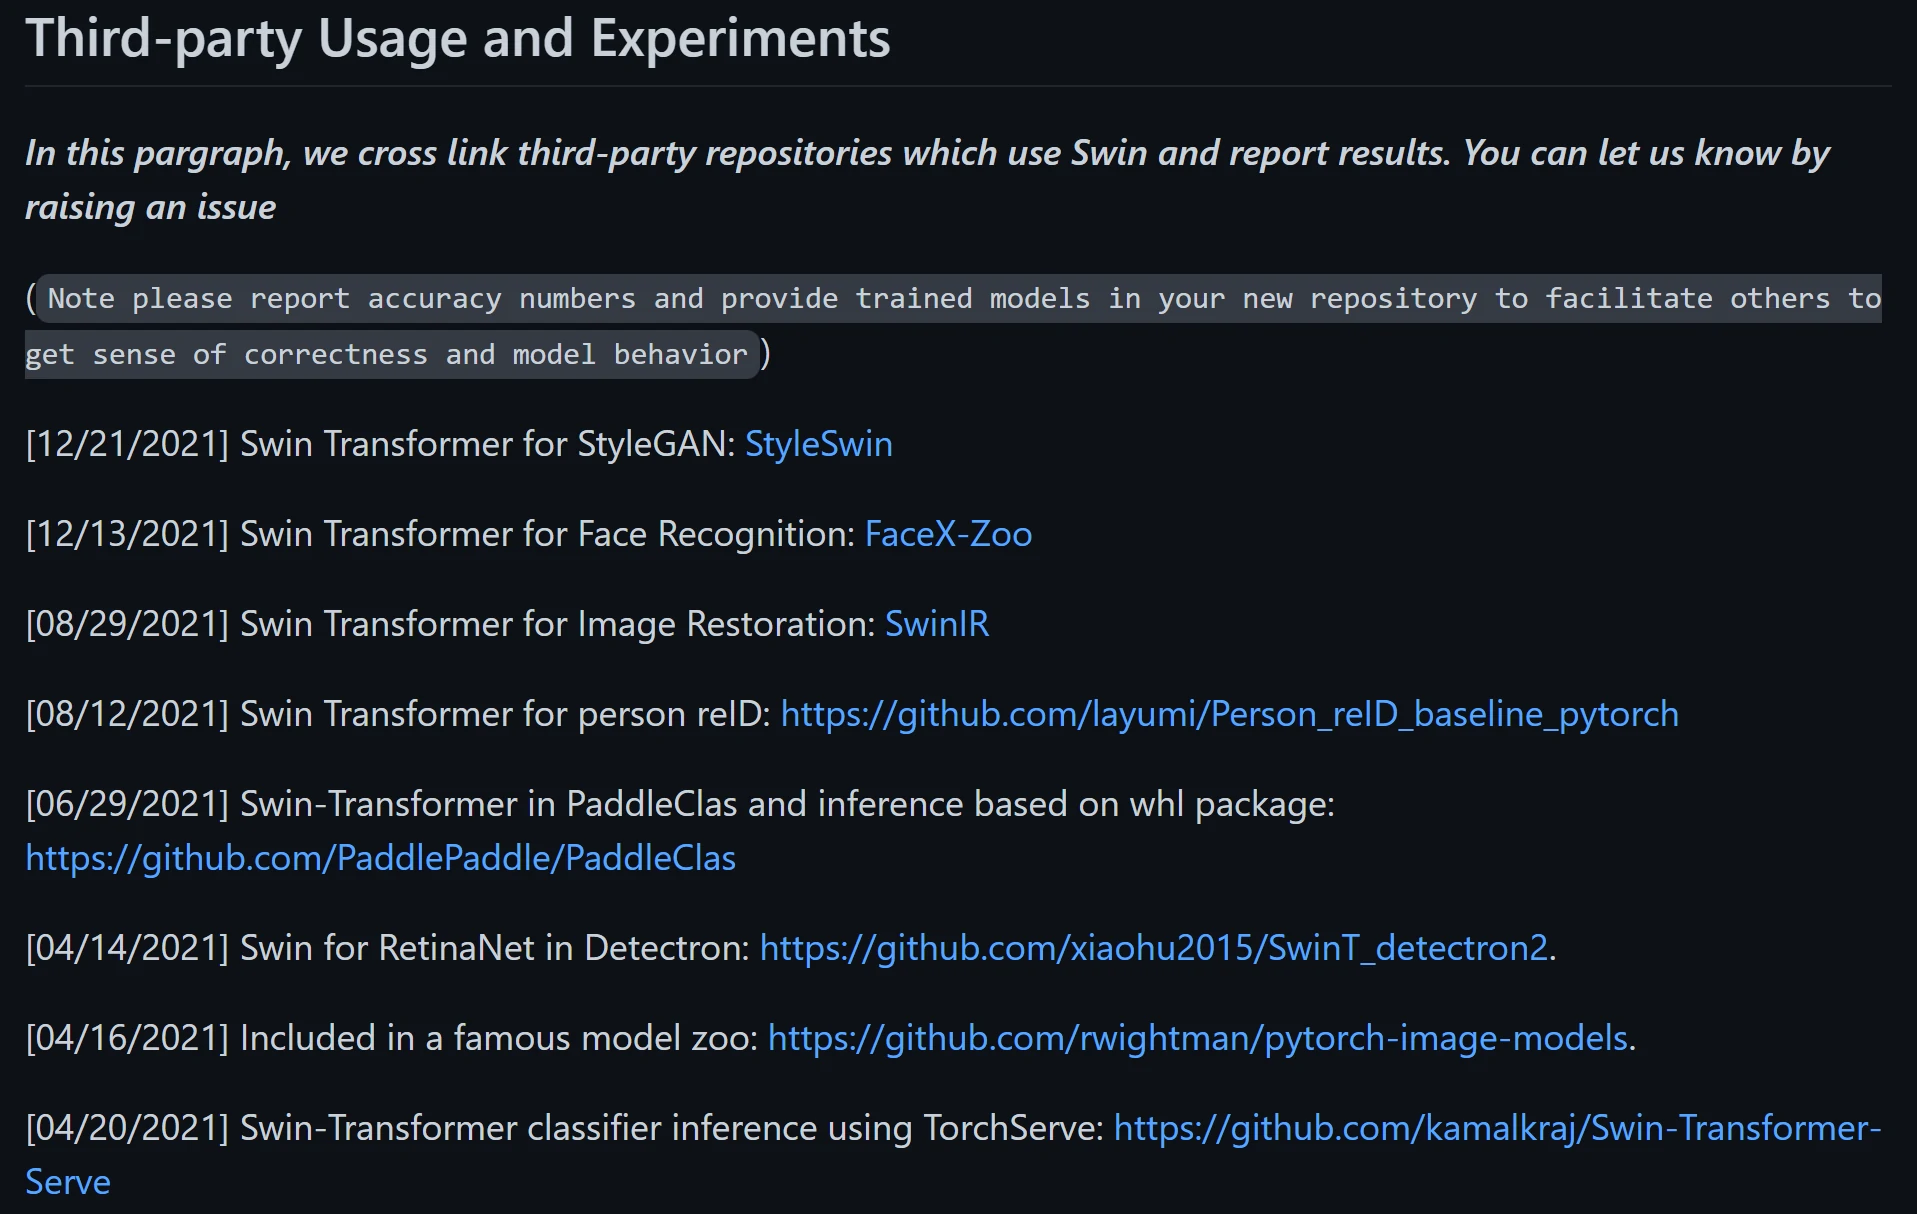 Third-party Usage and Experiments
In this pargraph, we cross link third-party repositories which use Swin and report results. You can let us know by
raising an issue
(Note please report accuracy numbers and provide trained models in your new repository to facilitate others to
get sense of correctness and model behavior)
[12/21/2021] Swin Transformer for StyleGAN: StyleSwin
[12/13/2021] Swin Transformer for Face Recognition: FaceX-Zoo
[08/29/2021] Swin Transformer for Image Restoration: SwinIR
[08/12/2021] Swin Transformer for person reID: https://github.com/layumi/Person_reID_baseline_pytorch
[06/29/2021] Swin-Transformer in PaddleClas and inference based on whl package:
https://github.com/PaddlePaddle/PaddleClas
[04/14/2021] Swin for RetinaNet in Detectron: https://github.com/xiaohu2015/SwinT_detectron2.
[04/16/2021] Included in a famous model zoo: https://github.com/rwightman/pytorch-image-models.
[04/20/2021] Swin-Transformer classifier inference using TorchServe: https://github.com/kamalkraj/Swin-Transformer-
Serve